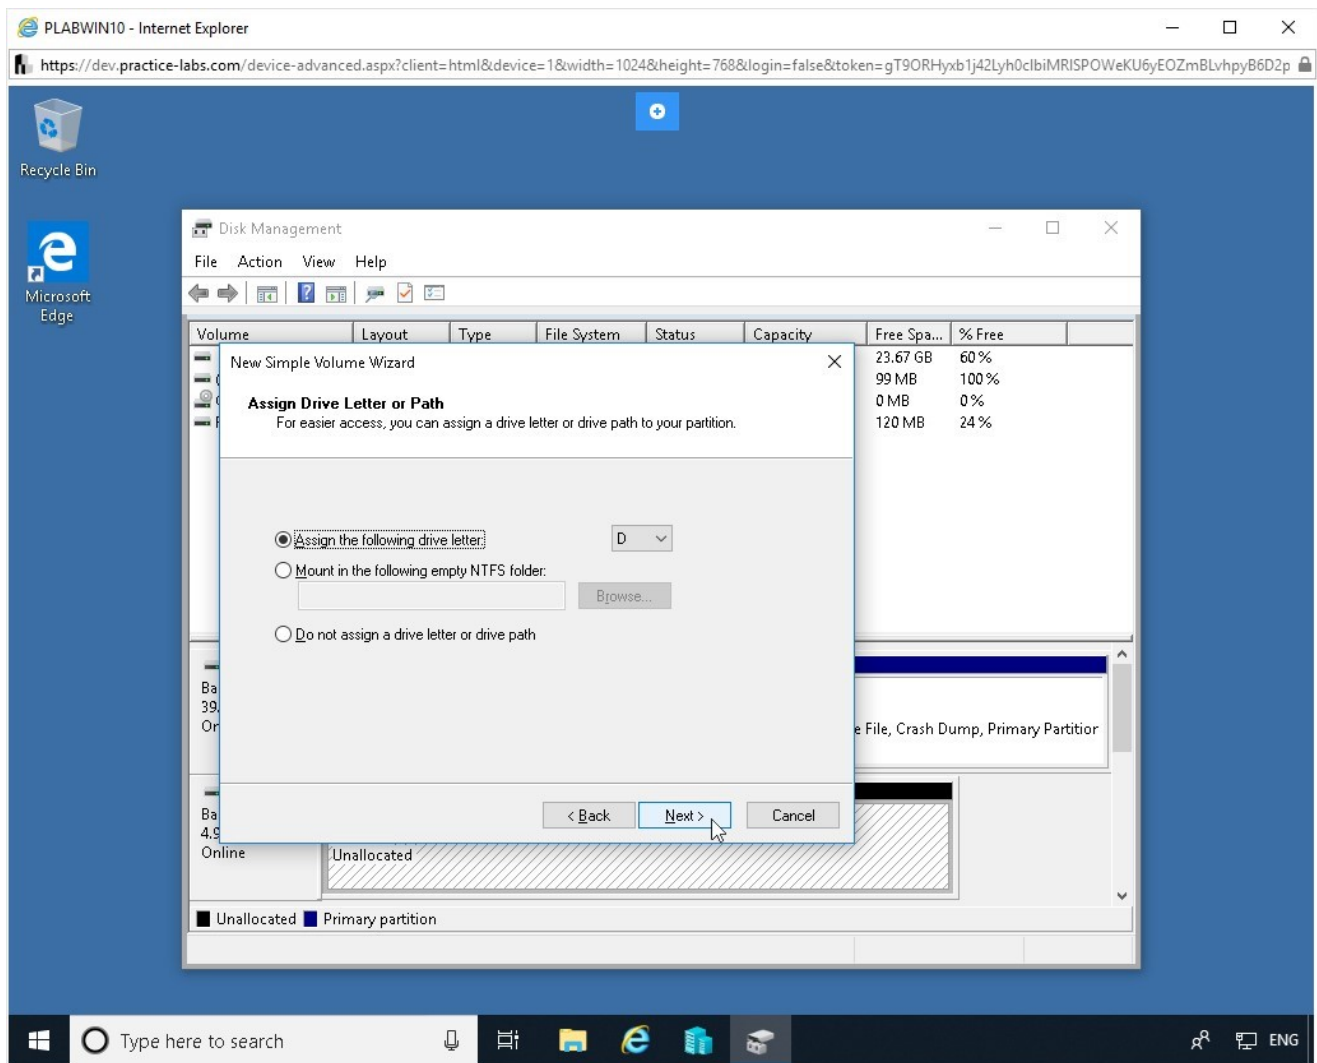 PLABWIN10 - Internet Explorer
https://dev.practice-labs.com/device-advanced.aspx?client=html&device=1&width=1024&height=768&login=false&token=gT9ORHyxb1j42Lyh0clbiMRISPOWeKU6yEOZmBLvhpyB6D2p
Recycle Bin
Microsoft
Edge
Disk Management
File Action View Help
Volume Layout Type File System Status Capacity Free Spa... % Free
23.67 GB 60 %
99 MB 100 %
0 MB 0 %
120 MB 24 %
New Simple Volume Wizard
Assign Drive Letter or Path
For easier access, you can assign a drive letter or drive path to your partition.
Assign the following drive letter: D
Mount in the following empty NTFS folder:
Browse...
Do not assign a drive letter or drive path
< Back Next > Cancel
Ba
39.
Or
e File, Crash Dump, Primary Partition
Ba
4.9
Online
Unallocated
Unallocated Primary partition
Type here to search
ENG